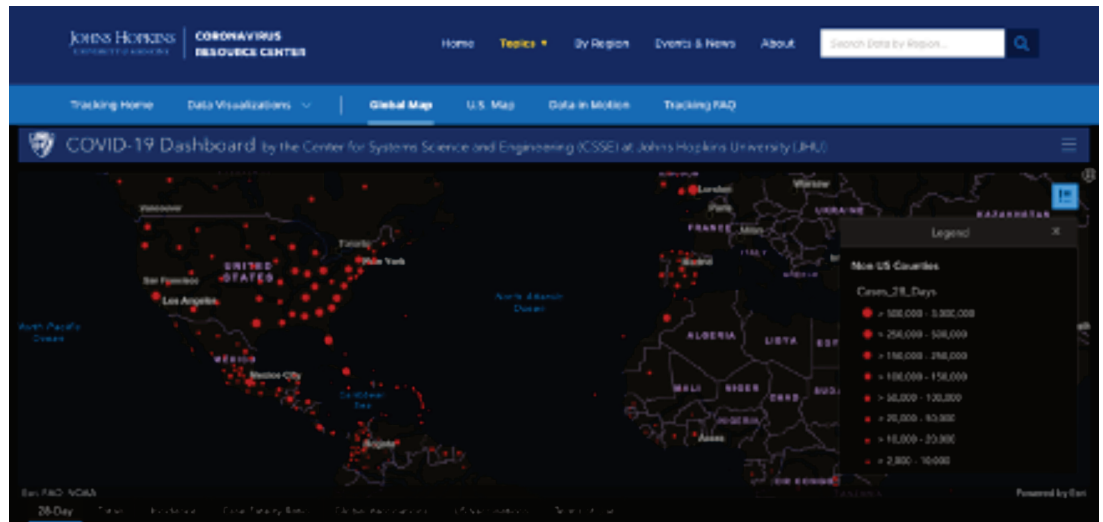 JOHNS HOPKINS
CORONAVIRUS
RESOURCE CENTER
Home Topics By Region Events & News About Search Data by Region...
Tracking Home Data Visualizations Global Map U.S. Map Data in Motion Tracking FAQ
COVID-19 Dashboard by the Center for Systems Science and Engineering (CSSE) at Johns Hopkins University (JHU)
London
Warsaw
Vancouver
Paris
UKRAINE
KAZAKHSTAN
FRANCE
Milan
Legend
Toronto
ITALY
New York
Madrid
UNITED
STATES
San Francisco
Non US Counties
Los Angeles
Cases_28_Days
North Atlantic
Ocean
> 500,000 - 3,000,000
North Pacific
Ocean
> 250,000 - 500,000
ALGERIA
LIBYA
MÉXICO
> 150,000 - 250,000
Mexico City
> 100,000 - 150,000
MALI
NIGER
CHAD
Caribbean
Sea
> 50,000 - 100,000
> 20,000 - 50,000
NIGERIA
Accra
> 10,000 - 20,000
Bogota
> 2,000 - 10,000
DR CONGO
TANZANIA
Esri, FAO, NOAA
Powered by Esri
28-Day